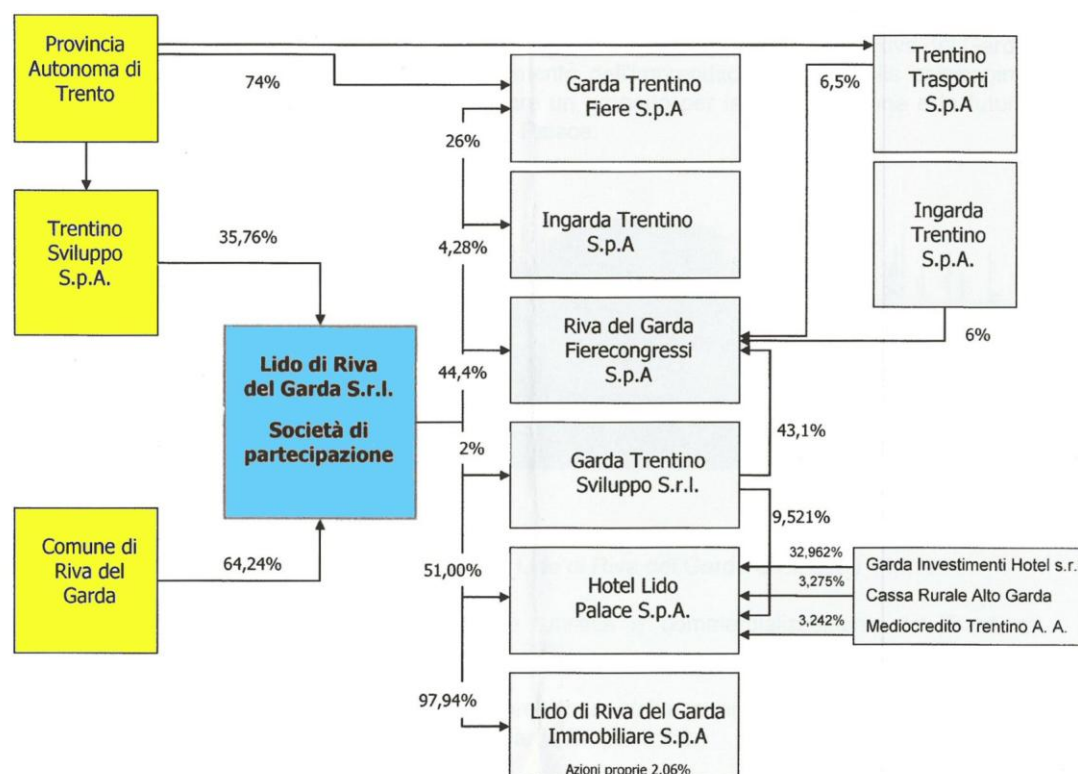 Provincia
Autonoma di
Trento
74%
Garda Trentino
Fiere S.p.A
6,5%
Trentino
Trasporti
S.p.A
26%
Trentino
Sviluppo
S.p.A.
35,76%
4,28%
Ingarda Trentino
S.p.A
Ingarda
Trentino
S.p.A.
6%
Lido di Riva
del Garda S.r.l.
Società di
partecipazione
44,4%
Riva del Garda
Fierecongressi
S.p.A
43,1%
2%
Garda Trentino
Sviluppo S.r.l.
9,521%
Comune di
Riva del
Garda
64,24%
51,00%
Hotel Lido
Palace S.p.A.
32,962%
Garda Investimenti Hotel s.r.
3,275%
Cassa Rurale Alto Garda
3,242%
Mediocredito Trentino A. A.
97,94%
Lido di Riva del Garda
Immobiliare S.p.A
Azioni proprie 2,06%